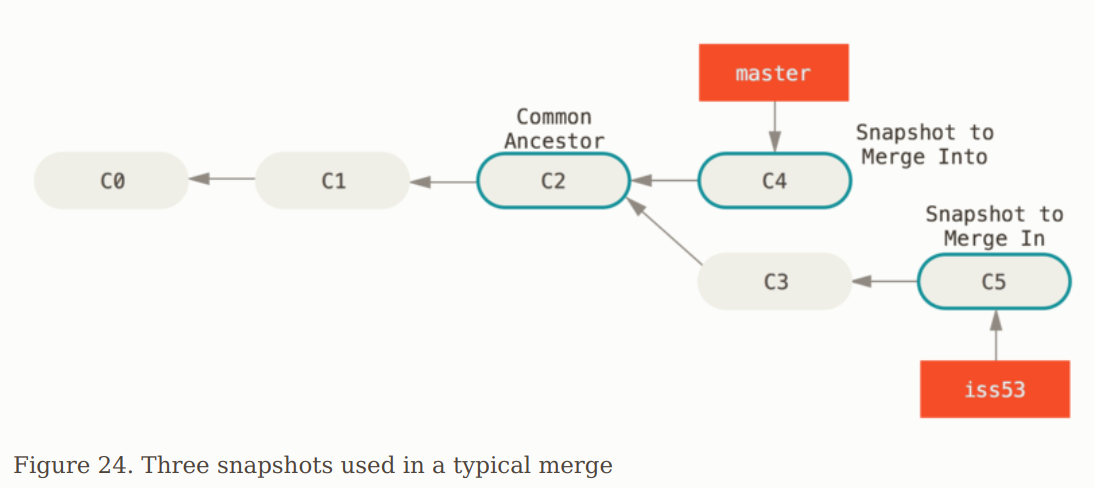 master
Common
Ancestor
Snapshot to
Merge Into
C0
C1
C2
C4
Snapshot to
Merge In
C3
C5
iss53
Figure 24. Three snapshots used in a typical merge